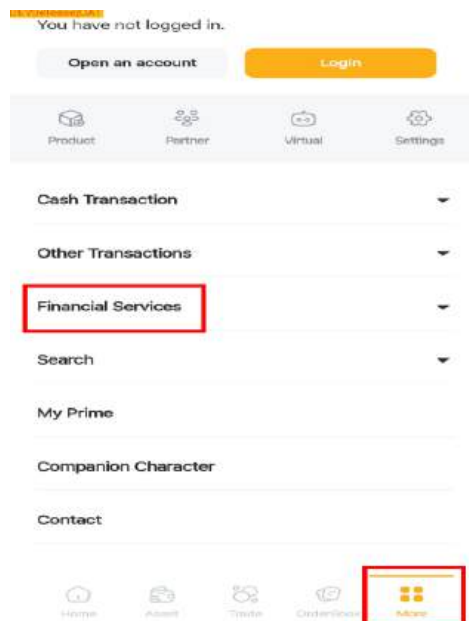 You have not logged in.
Open an account
Login
Product
Partner
Virtual
Settings
Cash Transaction
Other Transactions
Financial Services
Search
My Prime
Companion Character
Contact
Home
Asset
Trade
OrderBook
More